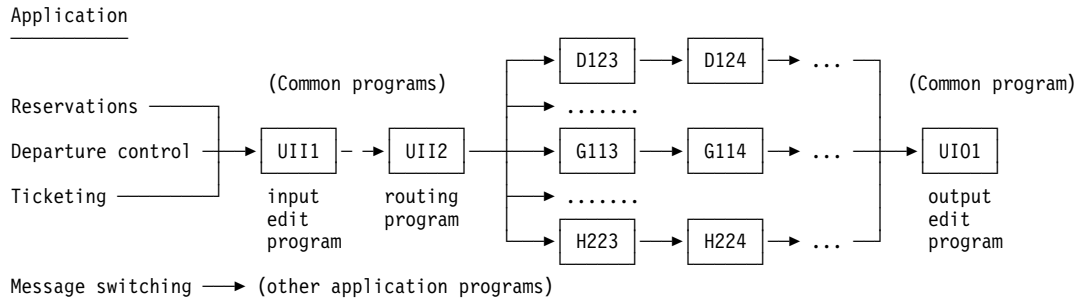 Application
(Common programs)
(Common program)
D123
D124
...
Reservations
.......
Departure control
UII1
UII2
G113
G114
...
UIO1
Ticketing
input
edit
program
routing
program
.......
output
edit
program
H223
H224
...
Message switching
(other application programs)